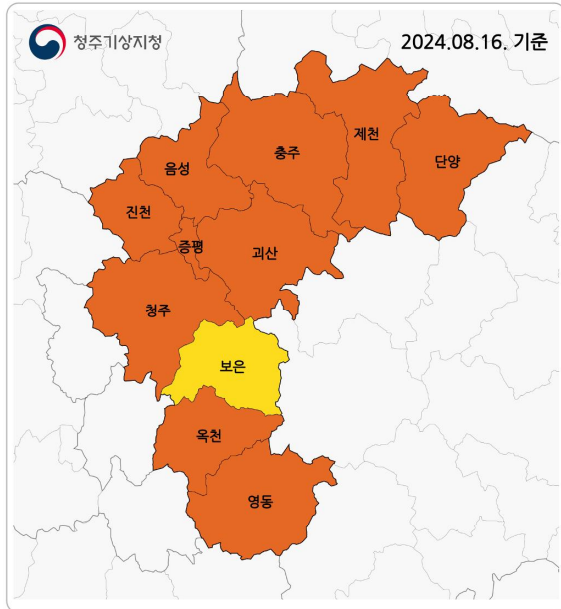 청주기상지청
2024.08.16. 기준
충주
제천
단양
음성
진천
증평
괴산
청주
보은
옥천
영동